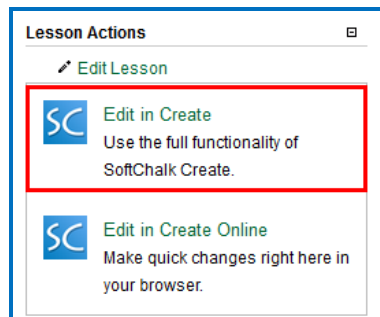 Lesson Actions
Edit Lesson
SC
Edit in Create
Use the full functionality of
SoftChalk Create.
SC
Edit in Create Online
Make quick changes right here in
your browser.